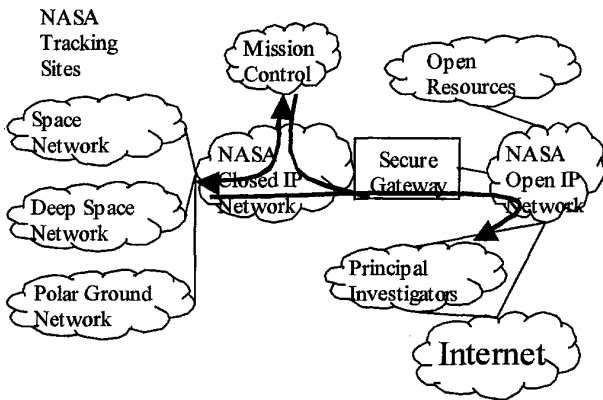 NASA
Tracking
Sites
Mission
Control
Open
Resources
Space
Network
NASA
Closed IP
Network
Secure
Gateway
NASA
Open IP
Network
Deep Space
Network
Principal
Investigators
Polar Ground
Network
Internet